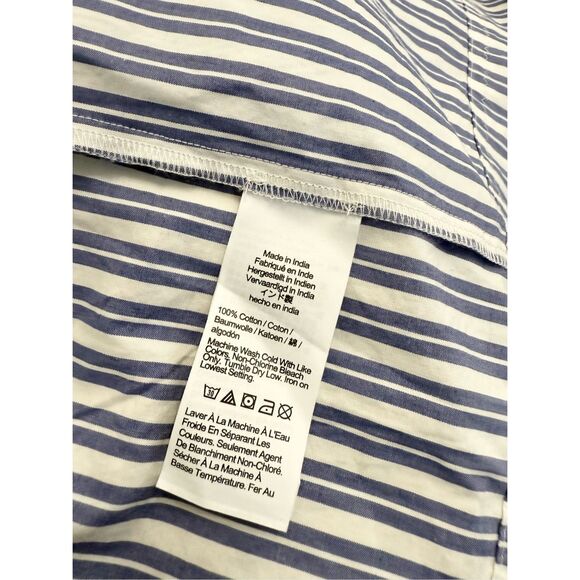 Made in India
Fabriqué en Inde
Hergestellt in Indien
Vervaardigd in India
インド製
hecho en india
100% Cotton / Coton /
Baumwolle / Katoen / 綿 /
algodón
Machine Wash Cold With Like
Colors. Non-Chlorine Bleach
Only. Tumble Dry Low. Iron on
Lowest Setting.
30
Laver À La Machine À L'Eau
Froide En Séparant Les
Couleurs. Seulement Agent
De Blanchiment Non-Chloré.
Sécher À La Machine À
Basse Température. Fer Au